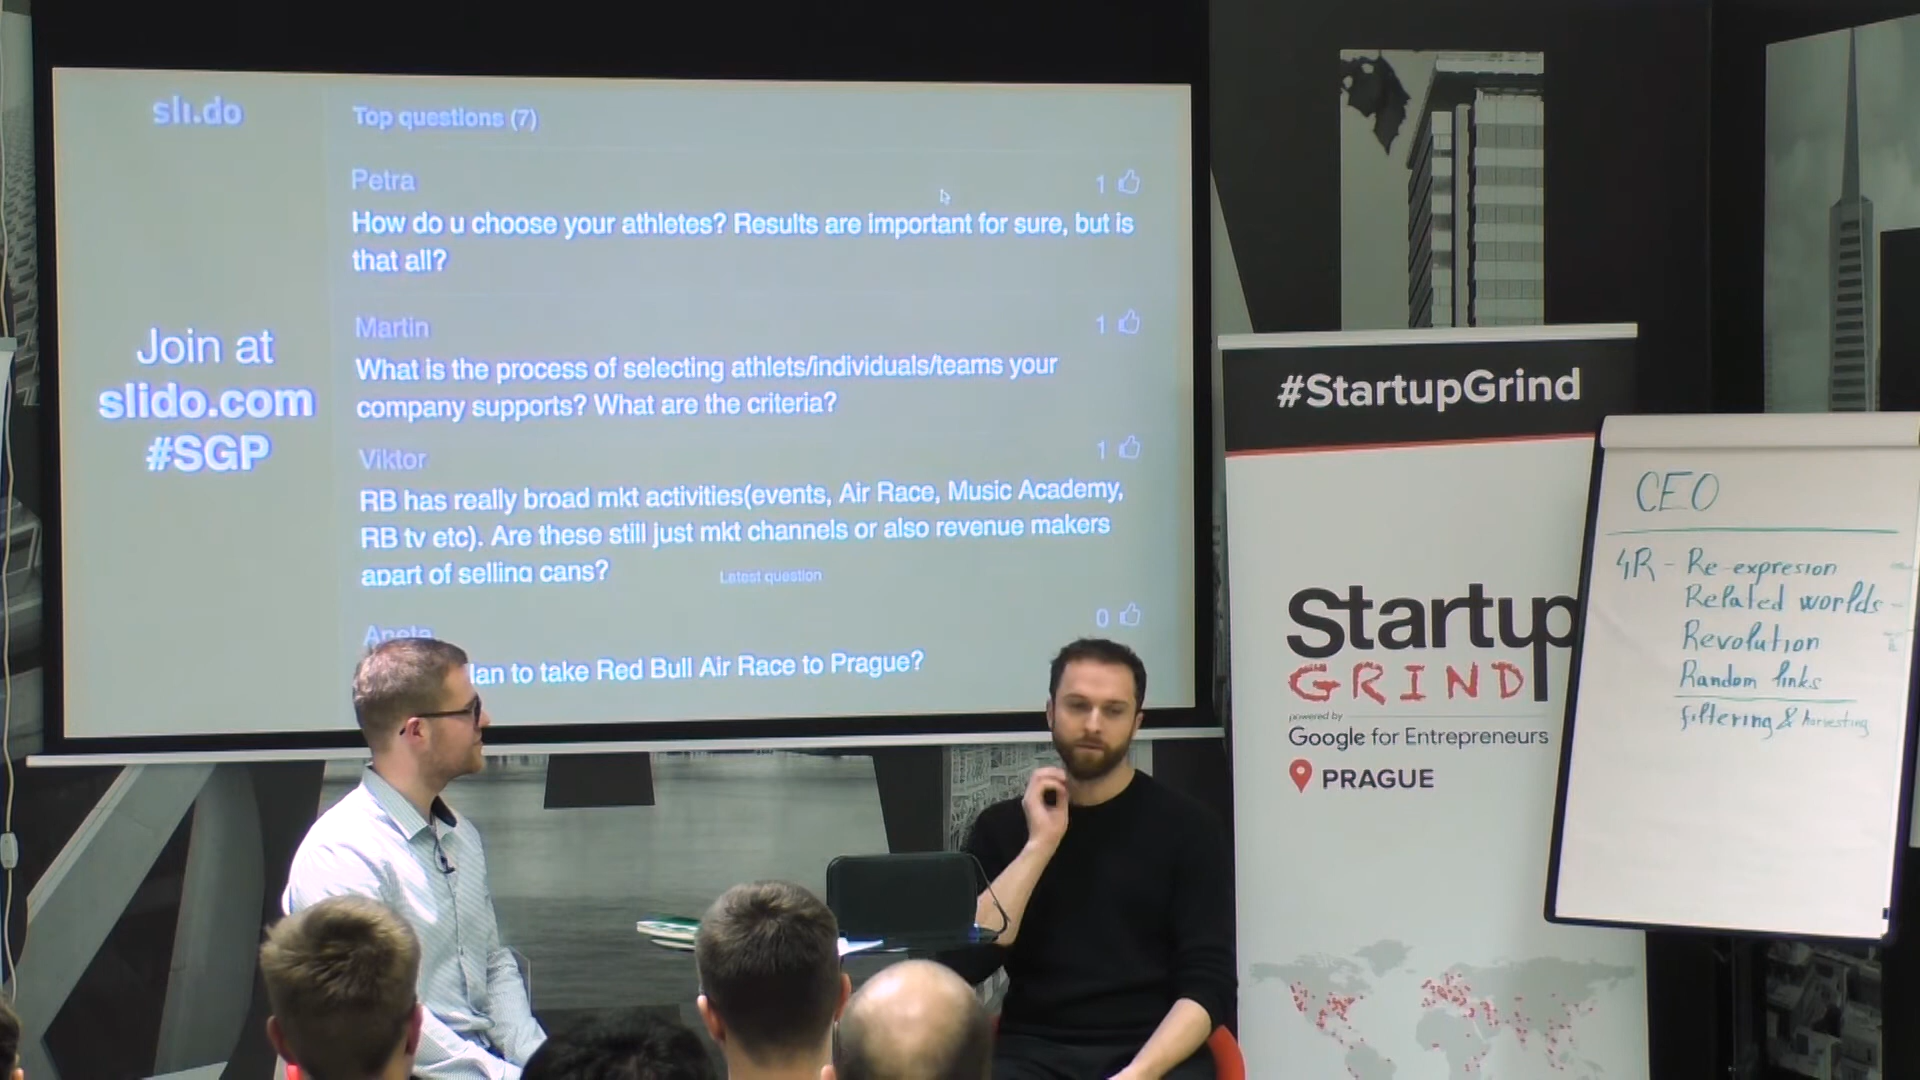 sli.do
Join at
slido.com
#SGP
Top questions (7)
Petra
1
How do u choose your athletes? Results are important for sure, but is
that all?
Martin
1
What is the process of selecting athlets/individuals/teams your
company supports? What are the criteria?
Viktor
1
RB has really broad mkt activities(events, Air Race, Music Academy,
RB tv etc). Are these still just mkt channels or also revenue makers
apart of selling cans?
Latest question
Aneta
0
lan to take Red Bull Air Race to Prague?
#StartupGrind
Startup
GRIND
powered by
Google for Entrepreneurs
PRAGUE
CEO
4R - Re-expresion
Related worlds -
Revolution
Random links
filtering & harvesting